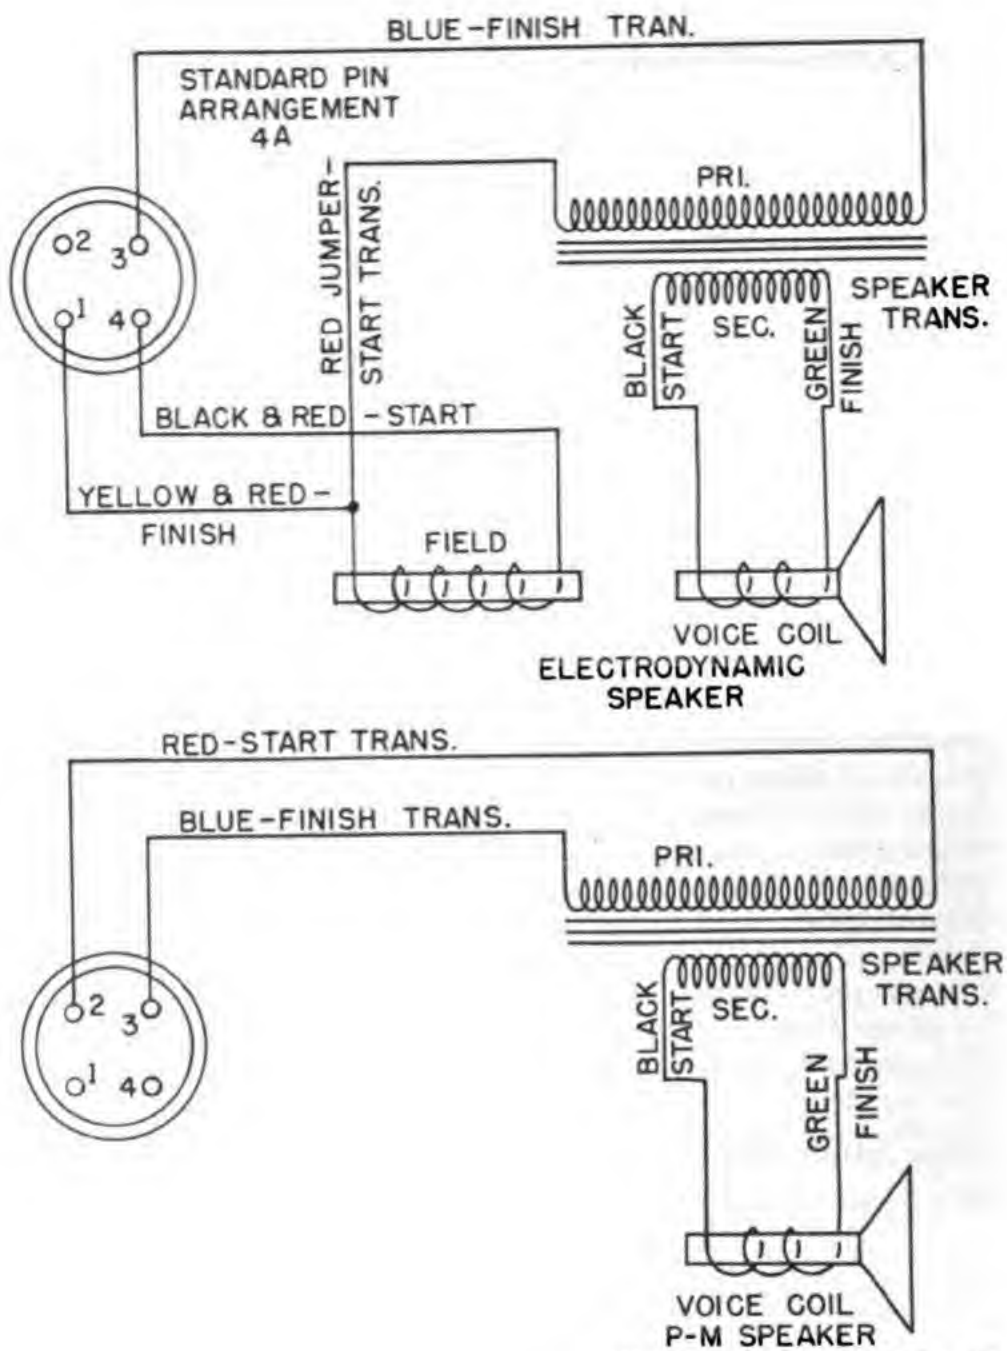 BLUE-FINISH TRAN.
STANDARD PIN
ARRANGEMENT
4A
RED JUMPER-
START TRANS.
PRI.
2
3
1
4
SPEAKER
TRANS.
SEC.
BLACK
START
GREEN
FINISH
BLACK & RED - START
YELLOW & RED-
FINISH
FIELD
VOICE COIL
ELECTRODYNAMIC
SPEAKER
RED-START TRANS.
BLUE-FINISH TRANS.
PRI.
SPEAKER
TRANS.
SEC.
BLACK
START
2
3
1
4
GREEN
FINISH
VOICE COIL
P-M SPEAKER